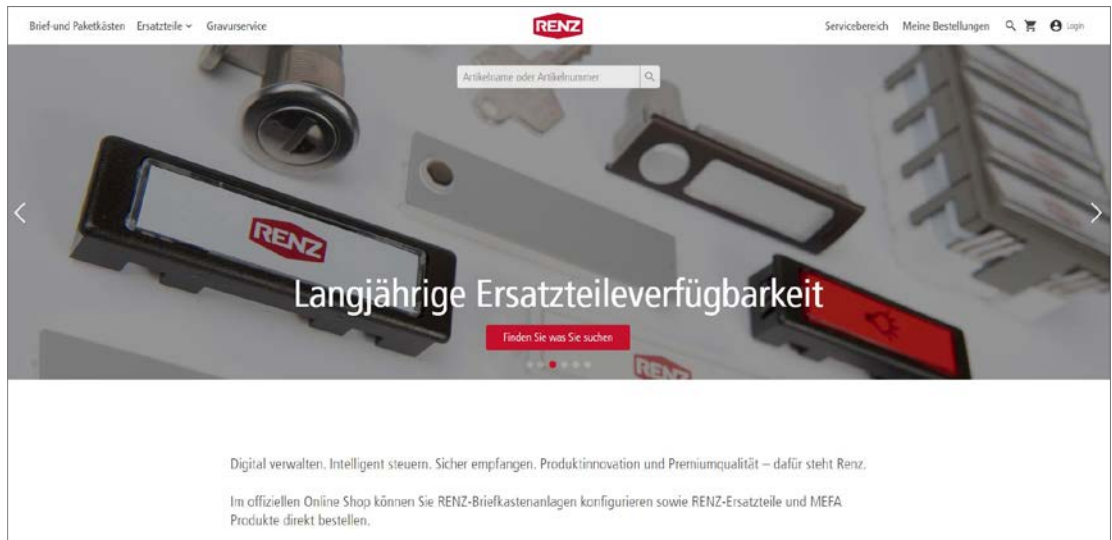 Brief-und Paketkästen Ersatzteile Gravurservice RENZ Servicebereich Meine Bestellungen Login
Artikelname oder Artikelnummer
RENZ
Langjährige Ersatzteileverfügbarkeit
Finden Sie was Sie suchen
RENZ
Digital verwalten. Intelligent steuern. Sicher empfangen. Produktinnovation und Premiumqualität – dafür steht Renz.
Im offiziellen Online Shop können Sie RENZ-Briefkastenanlagen konfigurieren sowie RENZ-Ersatzteile und MEFA
Produkte direkt bestellen.